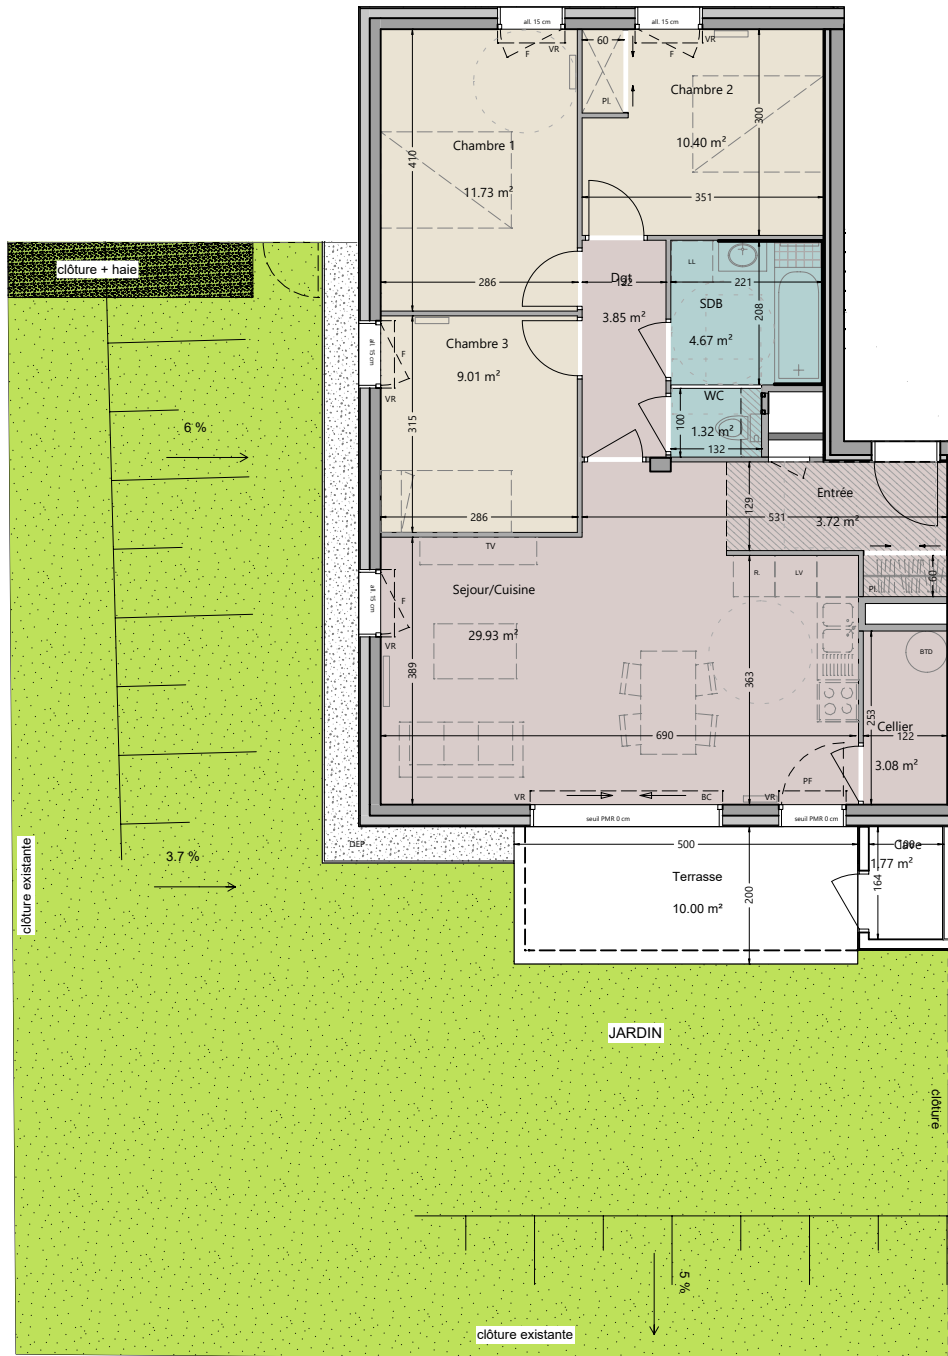 all. 15 cm
all. 15 cm
F
VR
60
F
VR
Pl.
Chambre 2
10.40 m²
300
351
Chambre 1
11.73 m²
410
286
clôture + haie
Dgt
122
3.85 m²
LL
221
SDB
208
4.67 m²
all. 15 cm
F
VR
Chambre 3
9.01 m²
315
286
WC
100
1.32 m²
132
6 %
Entrée
3.72 m²
129
531
60
Pl.
TV
R.
LV
all. 15 cm
F
VR
Sejour/Cuisine
29.93 m²
389
363
690
BTD
253
Cellier
122
3.08 m²
PF
VR
BC
VR
seuil PMR 0 cm
seuil PMR 0 cm
DEP
500
Terrasse
10.00 m²
200
Cave
100
1.77 m²
164
3.7 %
clôture existante
JARDIN
clôture
5 %
clôture existante